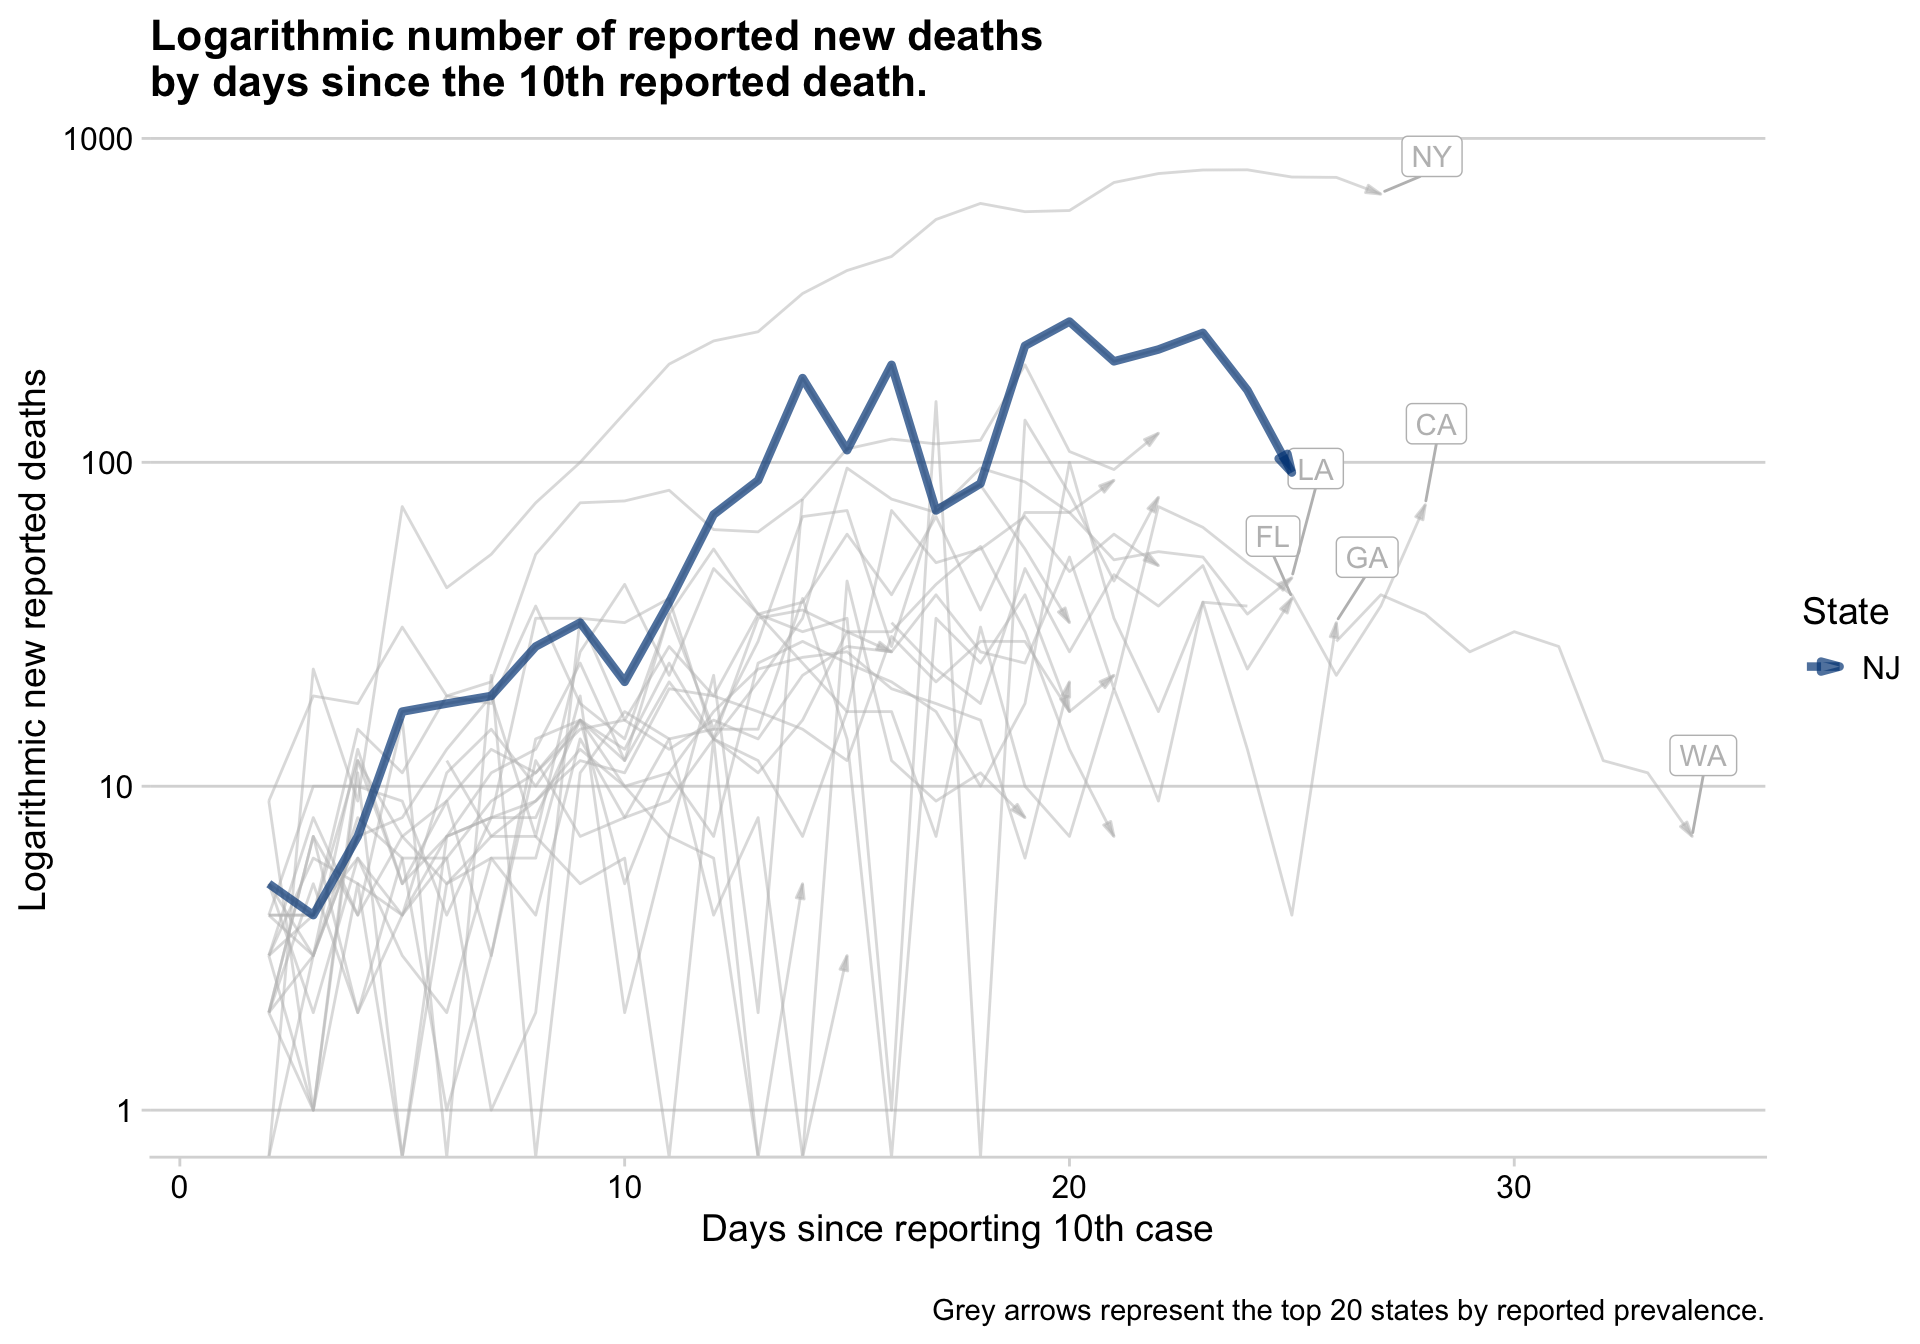 Logarithmic number of reported new deaths
by days since the 10th reported death.
1000
100
10
1
Logarithmic new reported deaths
NY
CA
LA
FL
GA
WA
State
NJ
0
10
20
30
Days since reporting 10th case
Grey arrows represent the top 20 states by reported prevalence.